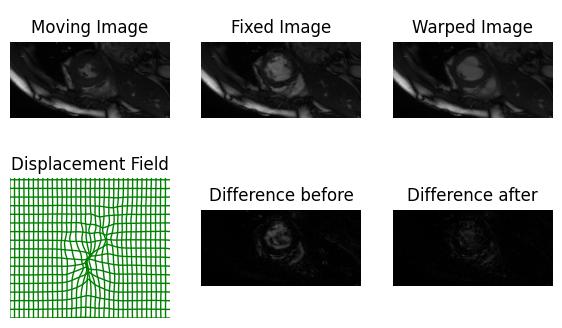 Moving Image
Fixed Image
Warped Image
Displacement Field
Difference before
Difference after